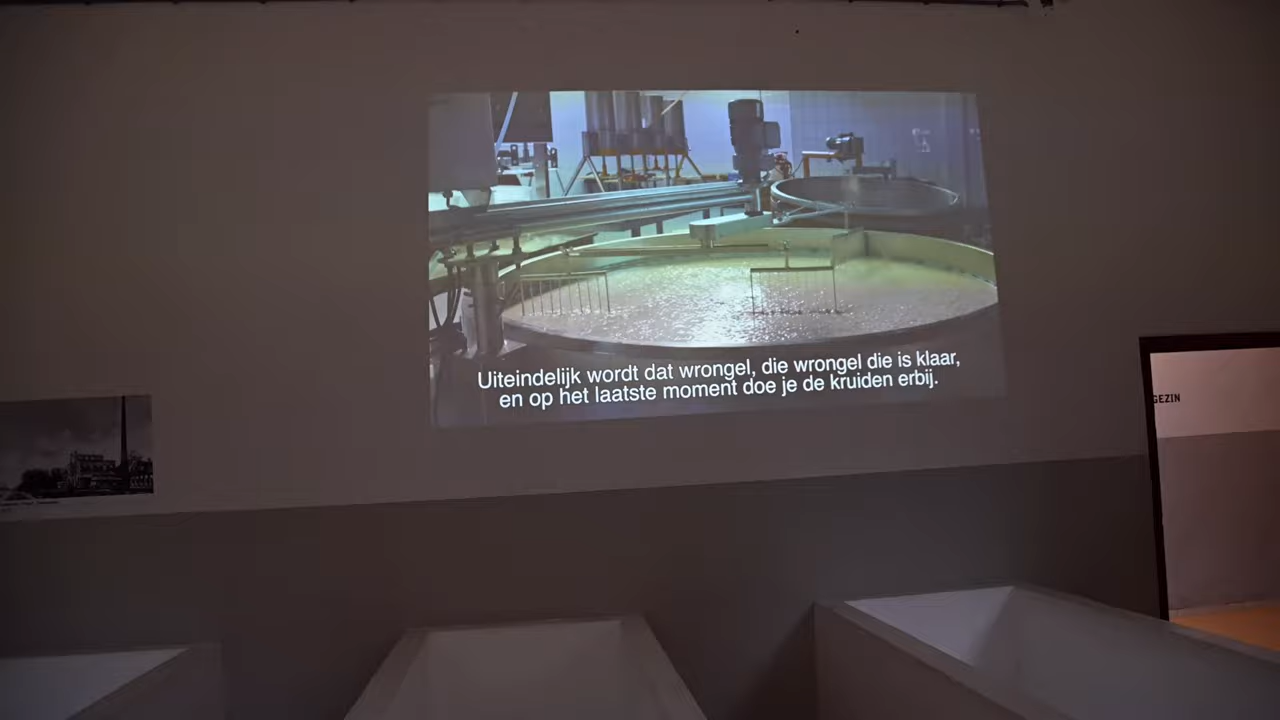 Uiteindelijk wordt dat wrongel, die wrongel die is klaar,
en op het laatste moment doe je de kruiden erbij.
GEZIN